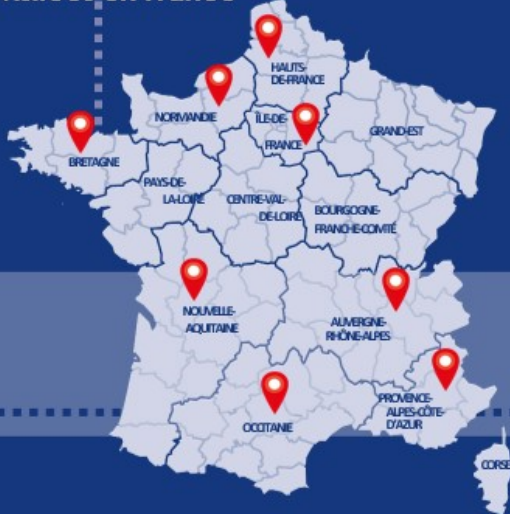 HAUTS-
DE-FRANCE
NORMANDIE
ÎLE-DE-
FRANCE
GRAND-EST
BRETAGNE
PAYS-DE-
LA-LOIRE
CENTRE-VAL-
DE-LOIRE
BOURGOGNE-
FRANCHE-COMTÉ
NOUVELLE-
AQUITAINE
AUVERGNE-
RHÔNE-ALPES
PROVENCE-
ALPES-CÔTE-
D'AZUR
OCCITANIE
CORSE